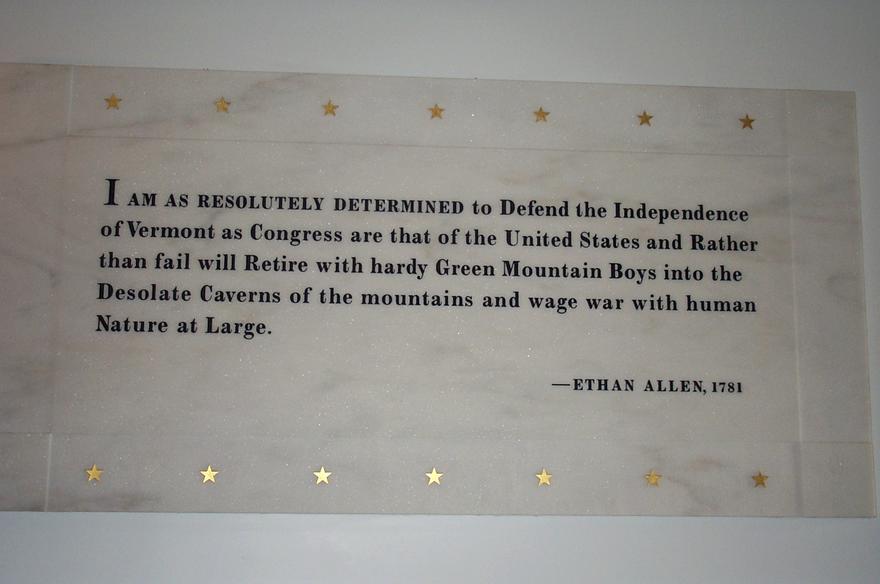 I AM AS RESOLUTELY DETERMINED to Defend the Independence
of Vermont as Congress are that of the United States and Rather
than fail will Retire with hardy Green Mountain Boys into the
Desolate Caverns of the mountains and wage war with human
Nature at Large.
—ETHAN ALLEN, 1781